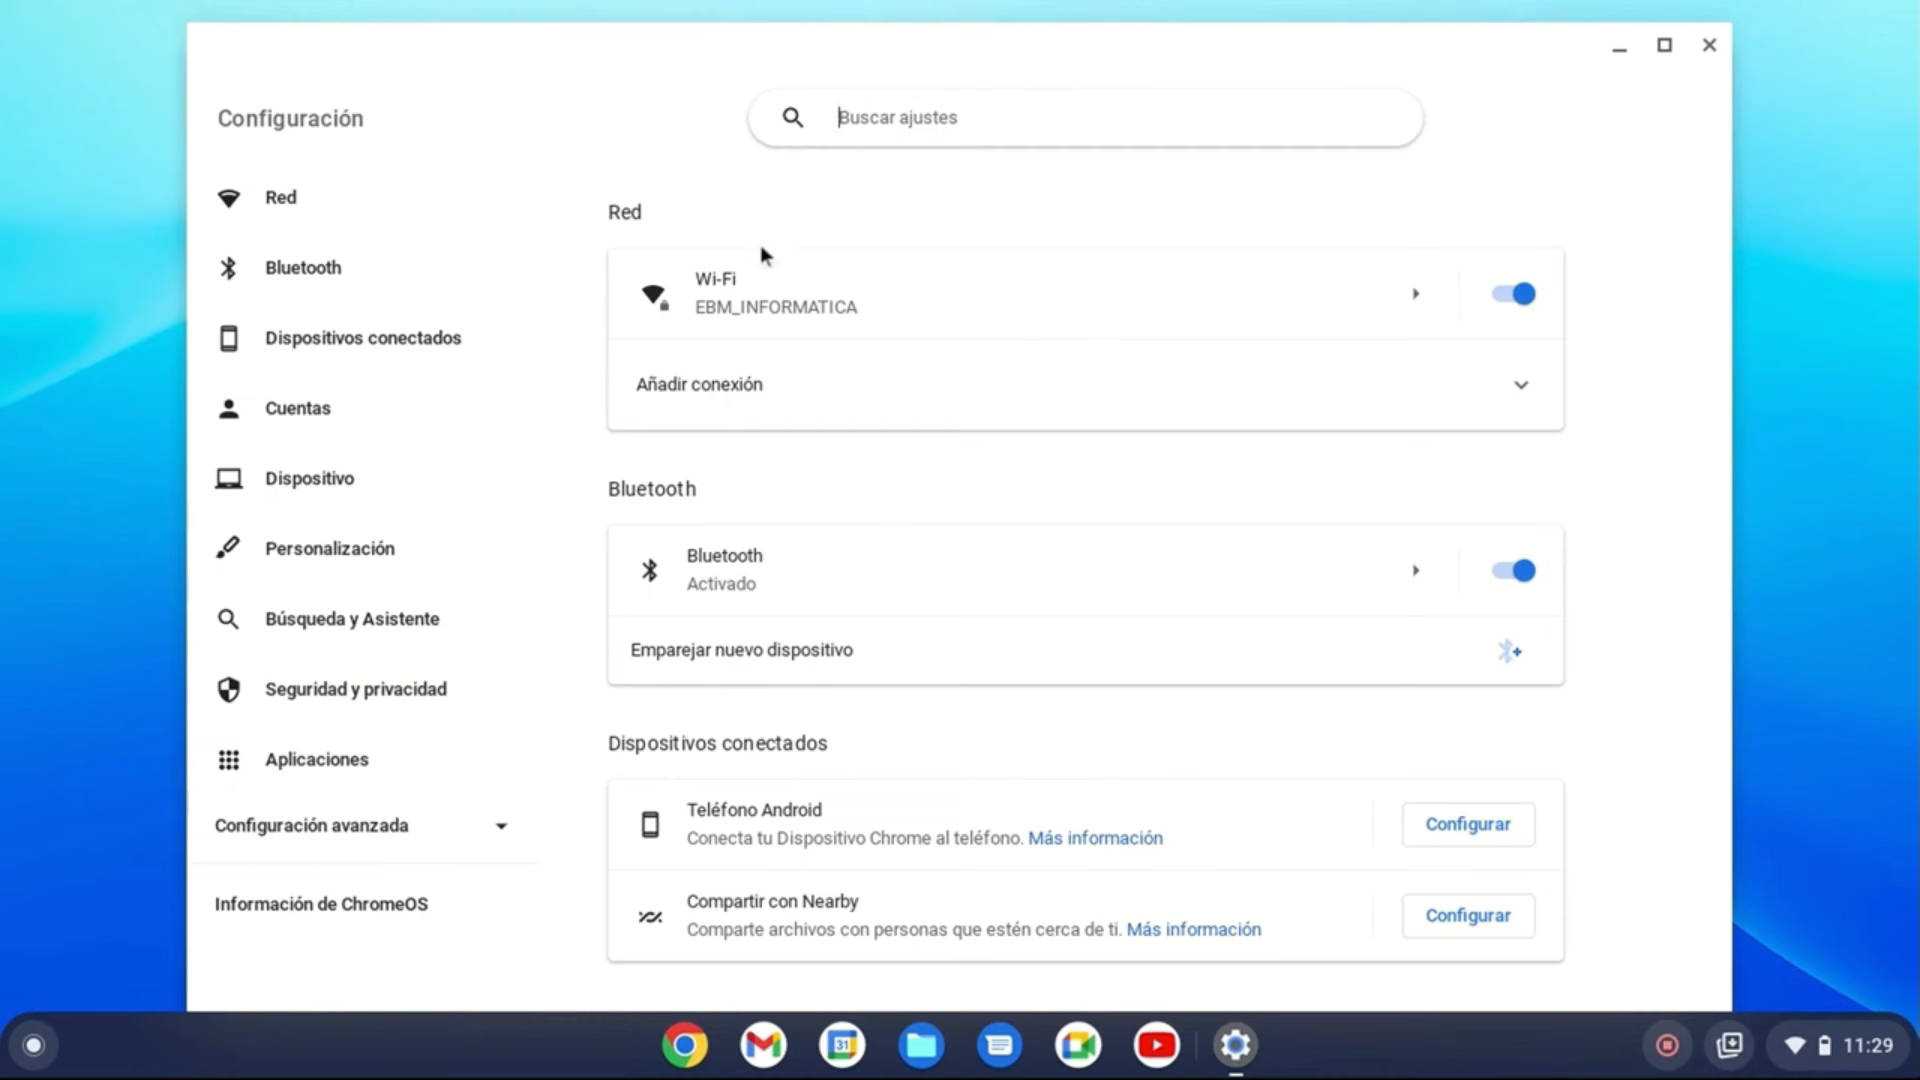 Configuración
Buscar ajustes
Red
Bluetooth
Dispositivos conectados
Cuentas
Dispositivo
Personalización
Búsqueda y Asistente
Seguridad y privacidad
Aplicaciones
Configuración avanzada
Información de ChromeOS
Red
Wi-Fi
EBM_INFORMATICA
Añadir conexión
Bluetooth
Bluetooth
Activado
Emparejar nuevo dispositivo
Dispositivos conectados
Teléfono Android
Conecta tu Dispositivo Chrome al teléfono. Más información
Configurar
Compartir con Nearby
Comparte archivos con personas que estén cerca de ti. Más información
Configurar
31
11:29